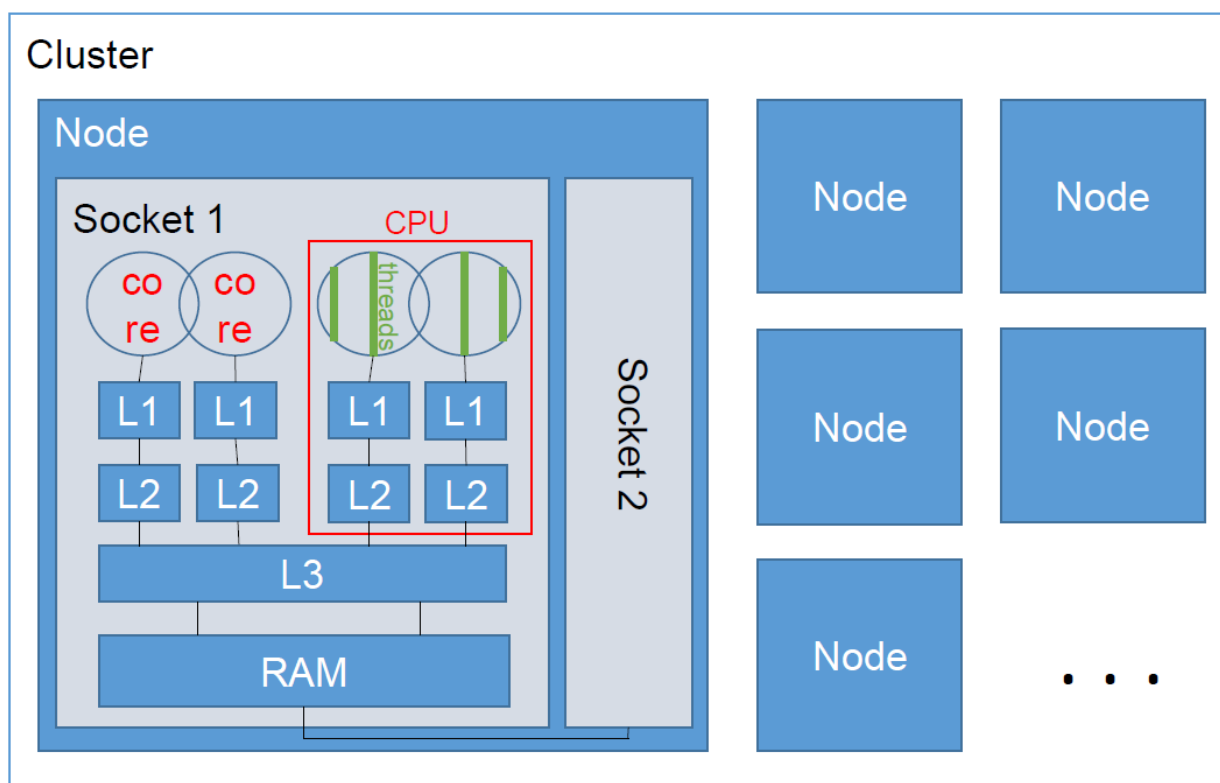 Cluster
Node
Socket 1
CPU
co
re
co
re
threads
L1
L1
L1
L1
L2
L2
L2
L2
L3
RAM
Socket 2
Node
Node
Node
Node
Node
. . .